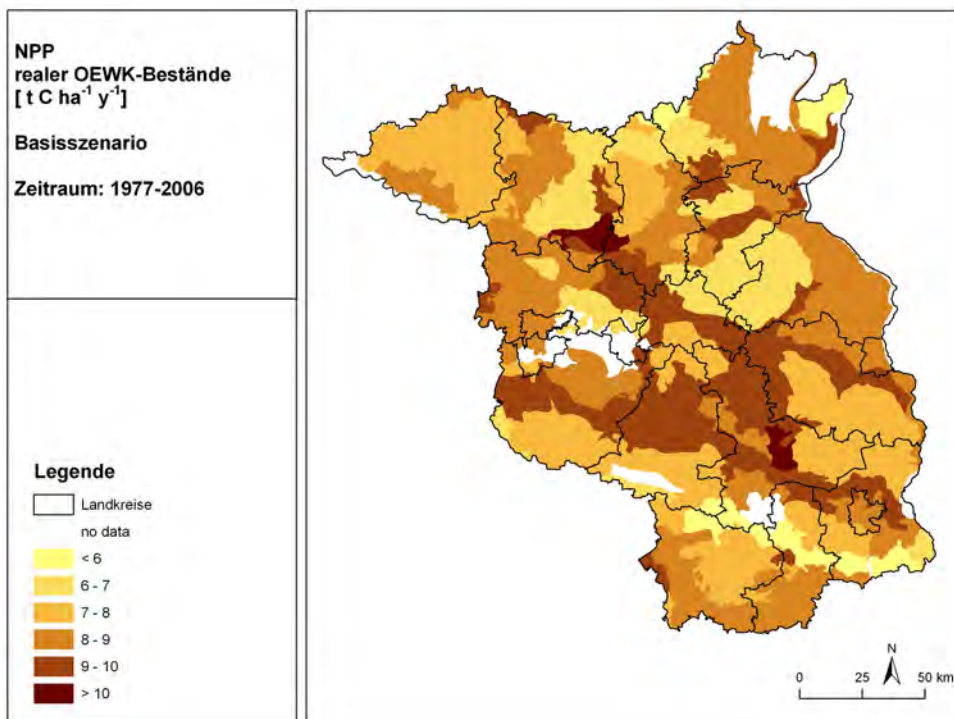 NPP
realer OEWK-Bestände
[ t C ha⁻¹ y⁻¹]
Basisszenario
Zeitraum: 1977-2006
Legende
Landkreise
no data
< 6
6 - 7
7 - 8
8 - 9
9 - 10
> 10
N
0 25 50 km